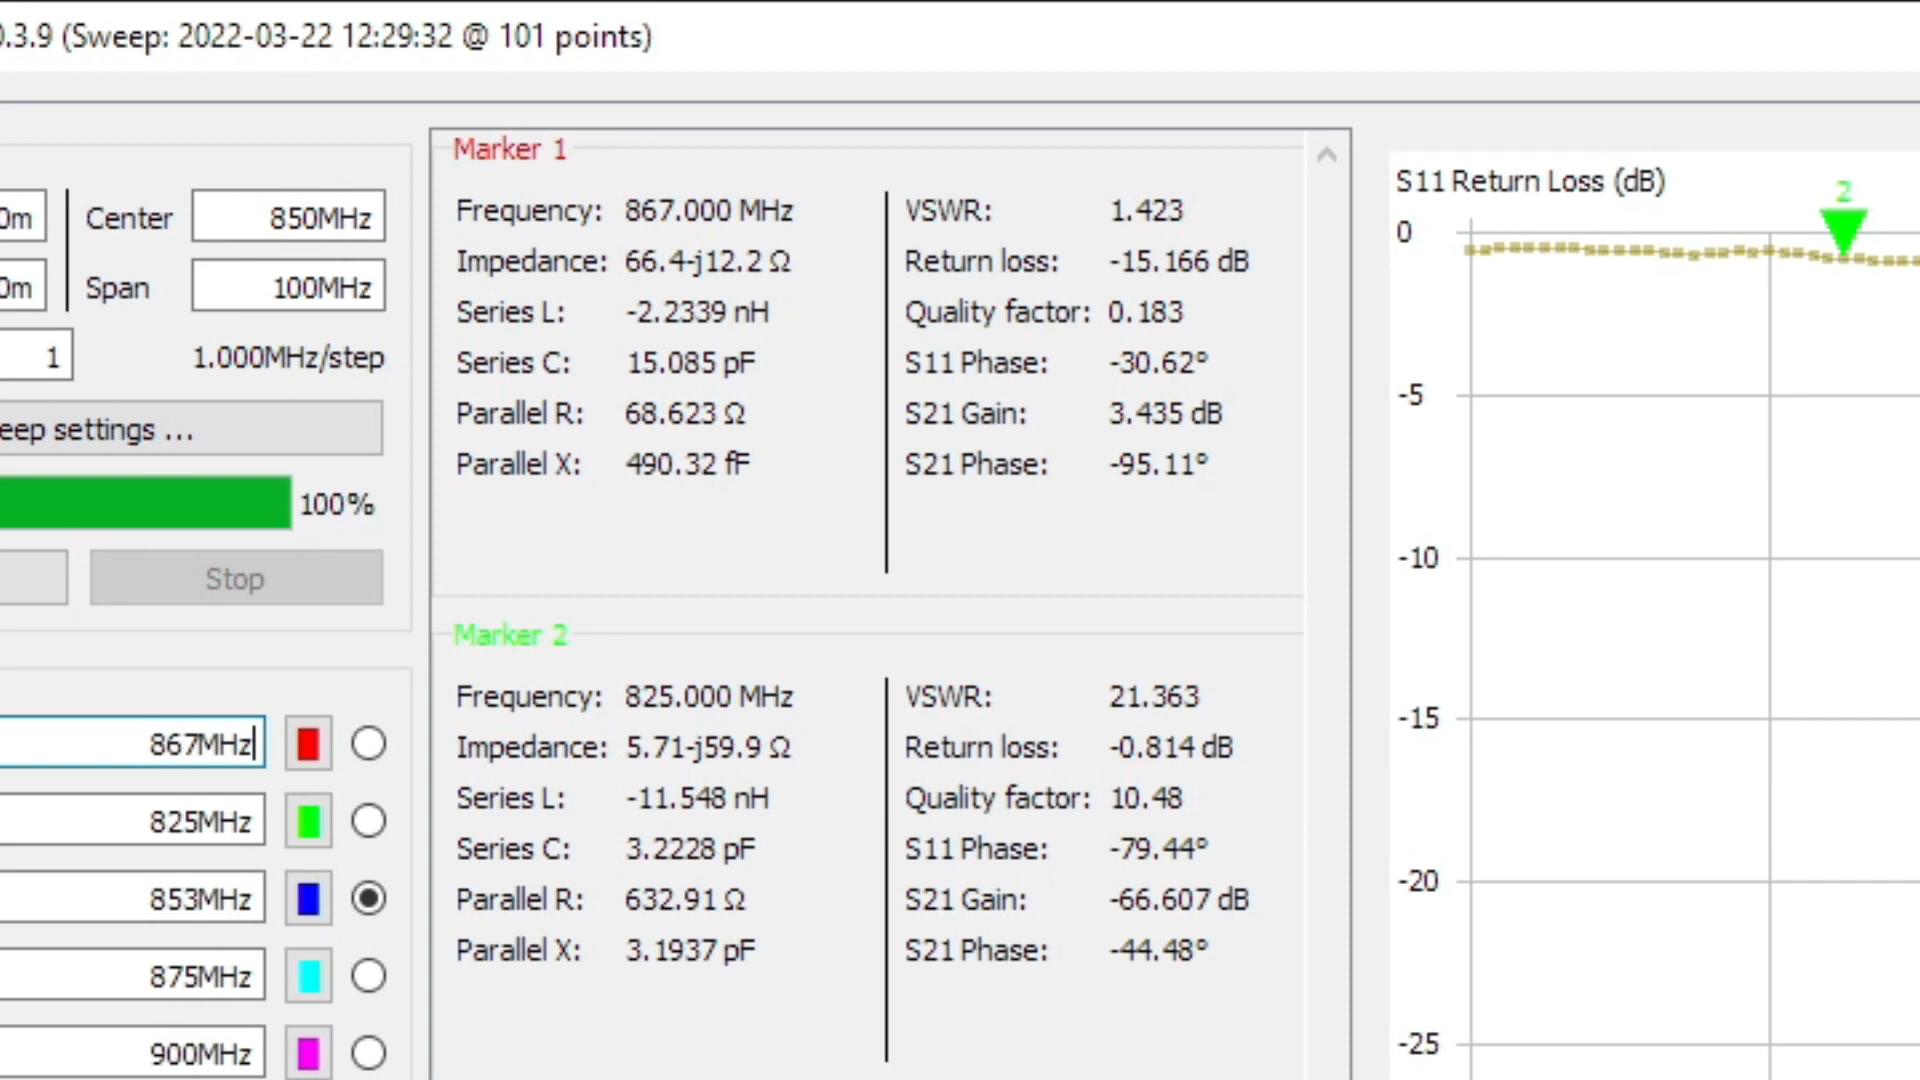 0.3.9 (Sweep: 2022-03-22 12:29:32 @ 101 points)
0m
Center
850MHz
0m
Span
100MHz
1
1.000MHz/step
eep settings ...
100%
Stop
867MHz
825MHz
853MHz
875MHz
900MHz
Marker 1
Frequency: 867.000 MHz
Impedance: 66.4-j12.2 Ω
Series L: -2.2339 nH
Series C: 15.085 pF
Parallel R: 68.623 Ω
Parallel X: 490.32 fF
VSWR: 1.423
Return loss: -15.166 dB
Quality factor: 0.183
S11 Phase: -30.62°
S21 Gain: 3.435 dB
S21 Phase: -95.11°
Marker 2
Frequency: 825.000 MHz
Impedance: 5.71-j59.9 Ω
Series L: -11.548 nH
Series C: 3.2228 pF
Parallel R: 632.91 Ω
Parallel X: 3.1937 pF
VSWR: 21.363
Return loss: -0.814 dB
Quality factor: 10.48
S11 Phase: -79.44°
S21 Gain: -66.607 dB
S21 Phase: -44.48°
S11 Return Loss (dB)
2
0
-5
-10
-15
-20
-25